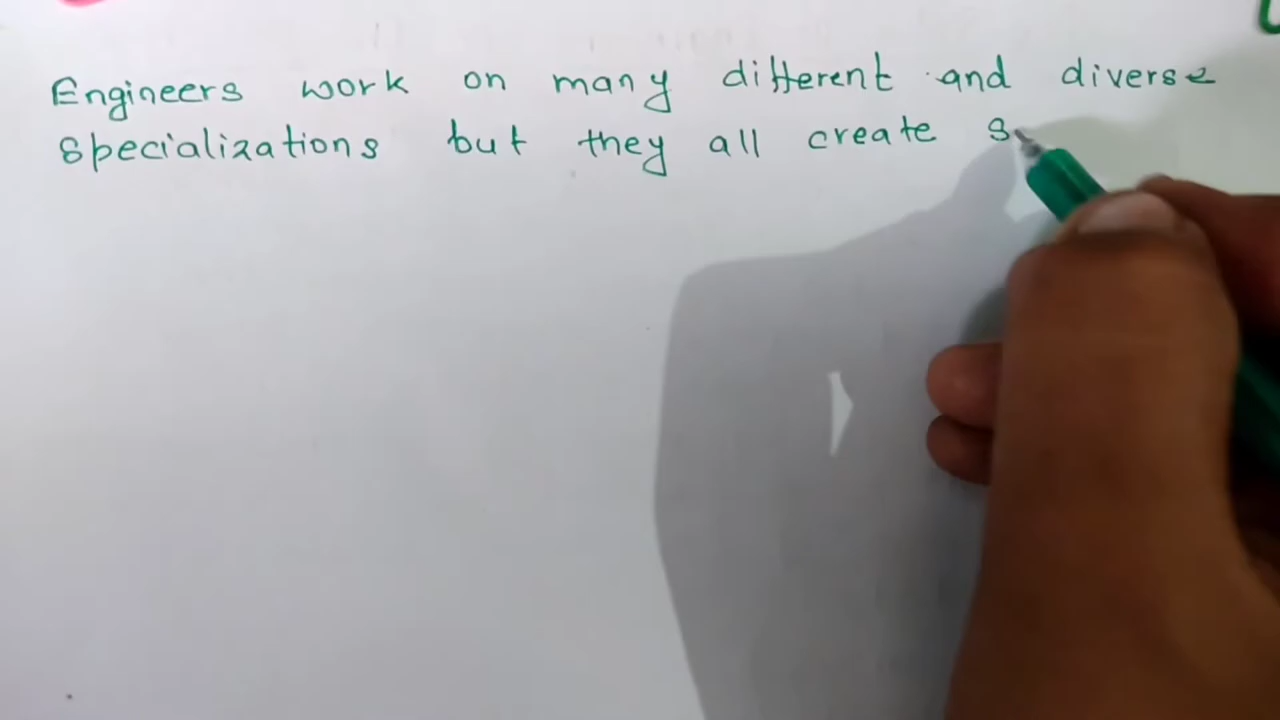 Engineers work on many different and diverse
specializations but they all create s